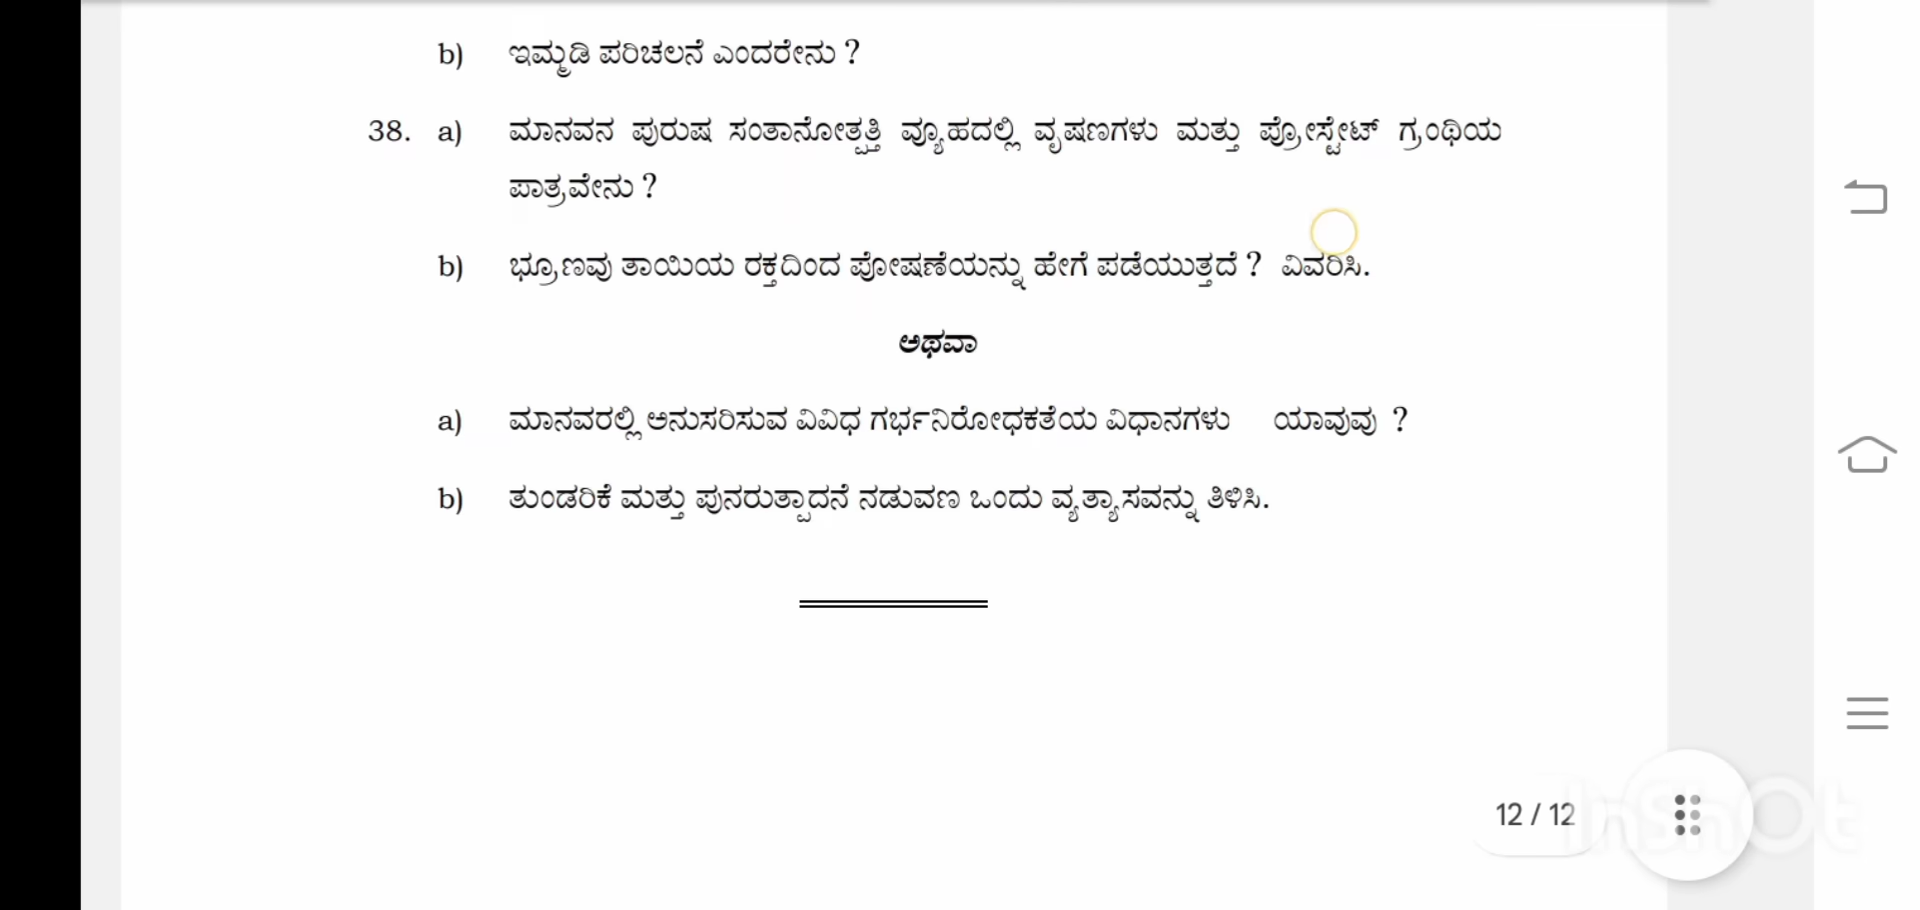 b) ಇಮ್ಮಡಿ ಪರಿಚಲನೆ ಎಂದರೇನು ?
38. a) ಮಾನವನ ಪುರುಷ ಸಂತಾನೋತ್ಪತ್ತಿ ವ್ಯೂಹದಲ್ಲಿ ವೃಷಣಗಳು ಮತ್ತು ಪ್ರೋಸ್ಟೇಟ್ ಗ್ರಂಥಿಯ
ಪಾತ್ರವೇನು ?
b) ಭ್ರೂಣವು ತಾಯಿಯ ರಕ್ತದಿಂದ ಪೋಷಣೆಯನ್ನು ಹೇಗೆ ಪಡೆಯುತ್ತದೆ ? ವಿವರಿಸಿ.
ಅಥವಾ
a) ಮಾನವರಲ್ಲಿ ಅನುಸರಿಸುವ ವಿವಿಧ ಗರ್ಭನಿರೋಧಕತೆಯ ವಿಧಾನಗಳು ಯಾವುವು ?
b) ತುಂಡರಿಕೆ ಮತ್ತು ಪುನರುತ್ಪಾದನೆ ನಡುವಣ ಒಂದು ವ್ಯತ್ಯಾಸವನ್ನು ತಿಳಿಸಿ.
12 / 12
InShOt